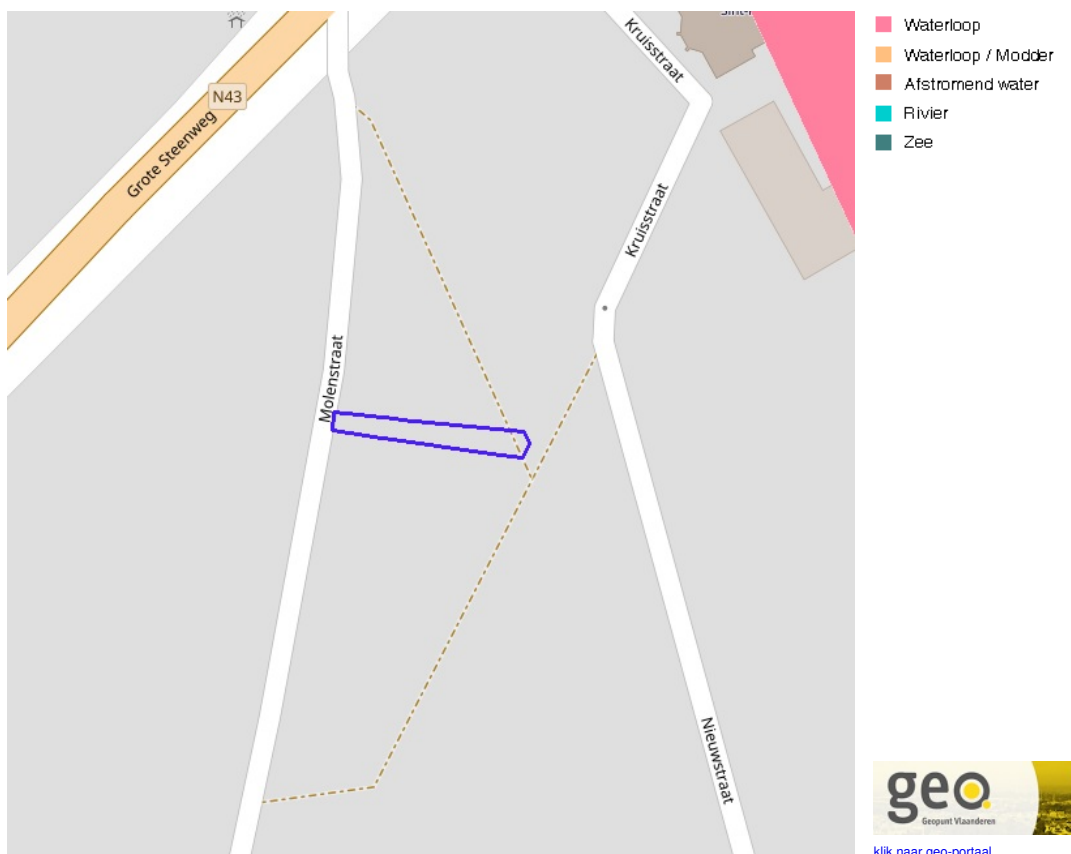 Kruisstraat
N43
Grote Steenweg
Kruisstraat
Molenstraat
Nieuwstraat
Waterloop
Waterloop / Modder
Afstromend water
Rivier
Zee
geo.
Geopunt Vlaanderen
klik naar geo-portaal